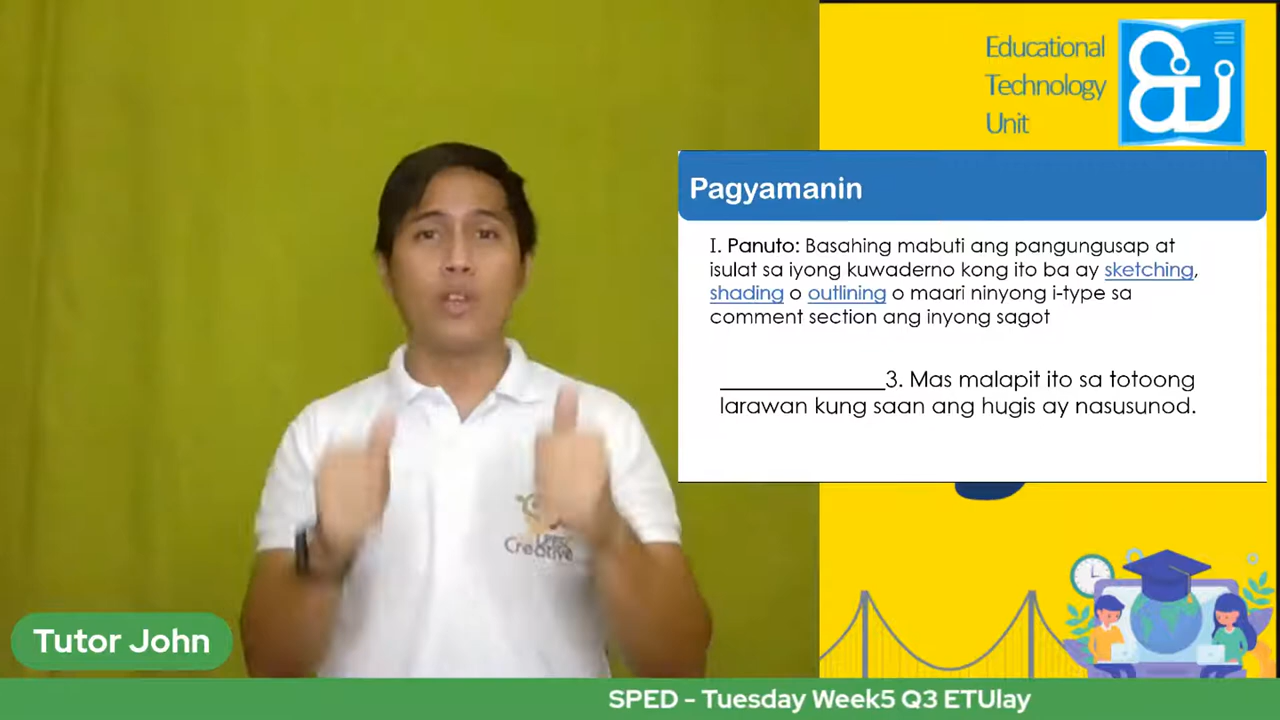 Educational
Technology
Unit
Pagyamanin
I. Panuto: Basahing mabuti ang pangungusap at
isulat sa iyong kuwaderno kong ito ba ay sketching,
shading o outlining o maari ninyong i-type sa
comment section ang inyong sagot
_______________3. Mas malapit ito sa totoong
larawan kung saan ang hugis ay nasusunod.
Creative
Tutor John
SPED - Tuesday Week5 Q3 ETUlay